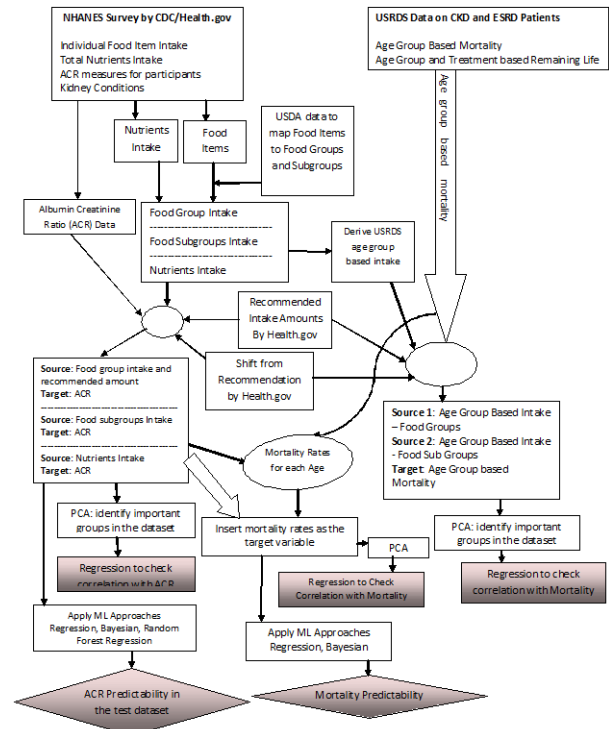 NHANES Survey by CDC/Health.gov
Individual Food Item Intake
Total Nutrients Intake
ACR measures for participants
Kidney Conditions
USRDS Data on CKD and ESRD Patients
Age Group Based Mortality
Age Group and Treatment based Remaining Life
Age group based mortality
Nutrients
Intake
Food
Items
USDA data to
map Food Items
to Food Groups
and Subgroups
Albumin Creatinine
Ratio (ACR) Data
Food Group Intake
Food Subgroups Intake
Nutrients Intake
Derive USRDS
age group
based intake
Recommended
Intake Amounts
By Health.gov
Shift from
Recommendation
by Health.gov
Source: Food group intake and
recommended amount
Target: ACR
Source: Food subgroups Intake
Target: ACR
Source: Nutrients Intake
Target: ACR
Mortality Rates
for each Age
Source 1: Age Group Based Intake
– Food Groups
Source 2: Age Group Based Intake
- Food Sub Groups
Target: Age Group based
Mortality
PCA: identify important
groups in the dataset
Regression to check
correlation with ACR
Insert mortality rates as the
target variable
PCA
Regression to Check
Correlation with Mortality
PCA: identify important
groups in the dataset
Regression to check
correlation with Mortality
Apply ML Approaches
Regression, Bayesian, Random
Forest Regression
Apply ML Approaches
Regression, Bayesian
ACR Predictability in
the test dataset
Mortality Predictability